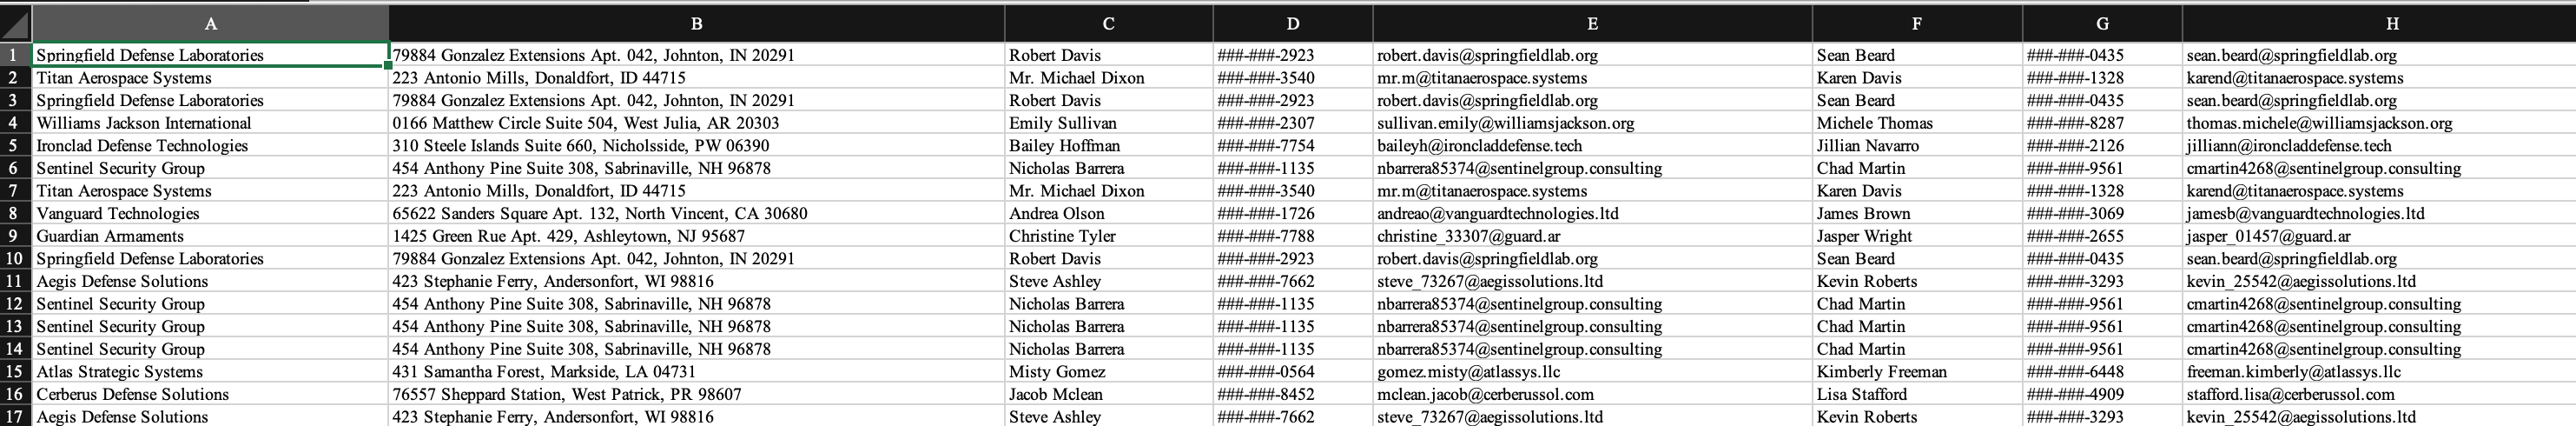 A B C D E F G H
1 Springfield Defense Laboratories 79884 Gonzalez Extensions Apt. 042, Johnton, IN 20291 Robert Davis ###-###-2923 robert.davis@springfieldlab.org Sean Beard ###-###-0435 sean.beard@springfieldlab.org
2 Titan Aerospace Systems 223 Antonio Mills, Donaldfort, ID 44715 Mr. Michael Dixon ###-###-3540 mr.m@titanaerospace.systems Karen Davis ###-###-1328 karend@titanaerospace.systems
3 Springfield Defense Laboratories 79884 Gonzalez Extensions Apt. 042, Johnton, IN 20291 Robert Davis ###-###-2923 robert.davis@springfieldlab.org Sean Beard ###-###-0435 sean.beard@springfieldlab.org
4 Williams Jackson International 0166 Matthew Circle Suite 504, West Julia, AR 20303 Emily Sullivan ###-###-2307 sullivan.emily@williamsjackson.org Michele Thomas ###-###-8287 thomas.michele@williamsjackson.org
5 Ironclad Defense Technologies 310 Steele Islands Suite 660, Nicholsside, PW 06390 Bailey Hoffman ###-###-7754 baileyh@ironcladdefense.tech Jillian Navarro ###-###-2126 jilliann@ironcladdefense.tech
6 Sentinel Security Group 454 Anthony Pine Suite 308, Sabrinaville, NH 96878 Nicholas Barrera ###-###-1135 nbarrera85374@sentinelgroup.consulting Chad Martin ###-###-9561 cmartin4268@sentinelgroup.consulting
7 Titan Aerospace Systems 223 Antonio Mills, Donaldfort, ID 44715 Mr. Michael Dixon ###-###-3540 mr.m@titanaerospace.systems Karen Davis ###-###-1328 karend@titanaerospace.systems
8 Vanguard Technologies 65622 Sanders Square Apt. 132, North Vincent, CA 30680 Andrea Olson ###-###-1726 andreao@vanguardtechnologies.ltd James Brown ###-###-3069 jamesb@vanguardtechnologies.ltd
9 Guardian Armaments 1425 Green Rue Apt. 429, Ashleytown, NJ 95687 Christine Tyler ###-###-7788 christine_33307@guard.ar Jasper Wright ###-###-2655 jasper_01457@guard.ar
10 Springfield Defense Laboratories 79884 Gonzalez Extensions Apt. 042, Johnton, IN 20291 Robert Davis ###-###-2923 robert.davis@springfieldlab.org Sean Beard ###-###-0435 sean.beard@springfieldlab.org
11 Aegis Defense Solutions 423 Stephanie Ferry, Andersonfort, WI 98816 Steve Ashley ###-###-7662 steve_73267@aegissolutions.ltd Kevin Roberts ###-###-3293 kevin_25542@aegissolutions.ltd
12 Sentinel Security Group 454 Anthony Pine Suite 308, Sabrinaville, NH 96878 Nicholas Barrera ###-###-1135 nbarrera85374@sentinelgroup.consulting Chad Martin ###-###-9561 cmartin4268@sentinelgroup.consulting
13 Sentinel Security Group 454 Anthony Pine Suite 308, Sabrinaville, NH 96878 Nicholas Barrera ###-###-1135 nbarrera85374@sentinelgroup.consulting Chad Martin ###-###-9561 cmartin4268@sentinelgroup.consulting
14 Sentinel Security Group 454 Anthony Pine Suite 308, Sabrinaville, NH 96878 Nicholas Barrera ###-###-1135 nbarrera85374@sentinelgroup.consulting Chad Martin ###-###-9561 cmartin4268@sentinelgroup.consulting
15 Atlas Strategic Systems 431 Samantha Forest, Markside, LA 04731 Misty Gomez ###-###-0564 gomez.misty@atlassys.llc Kimberly Freeman ###-###-6448 freeman.kimberly@atlassys.llc
16 Cerberus Defense Solutions 76557 Sheppard Station, West Patrick, PR 98607 Jacob Mclean ###-###-8452 mclean.jacob@cerberussol.com Lisa Stafford ###-###-4909 stafford.lisa@cerberussol.com
17 Aegis Defense Solutions 423 Stephanie Ferry, Andersonfort, WI 98816 Steve Ashley ###-###-7662 steve_73267@aegissolutions.ltd Kevin Roberts ###-###-3293 kevin_25542@aegissolutions.ltd